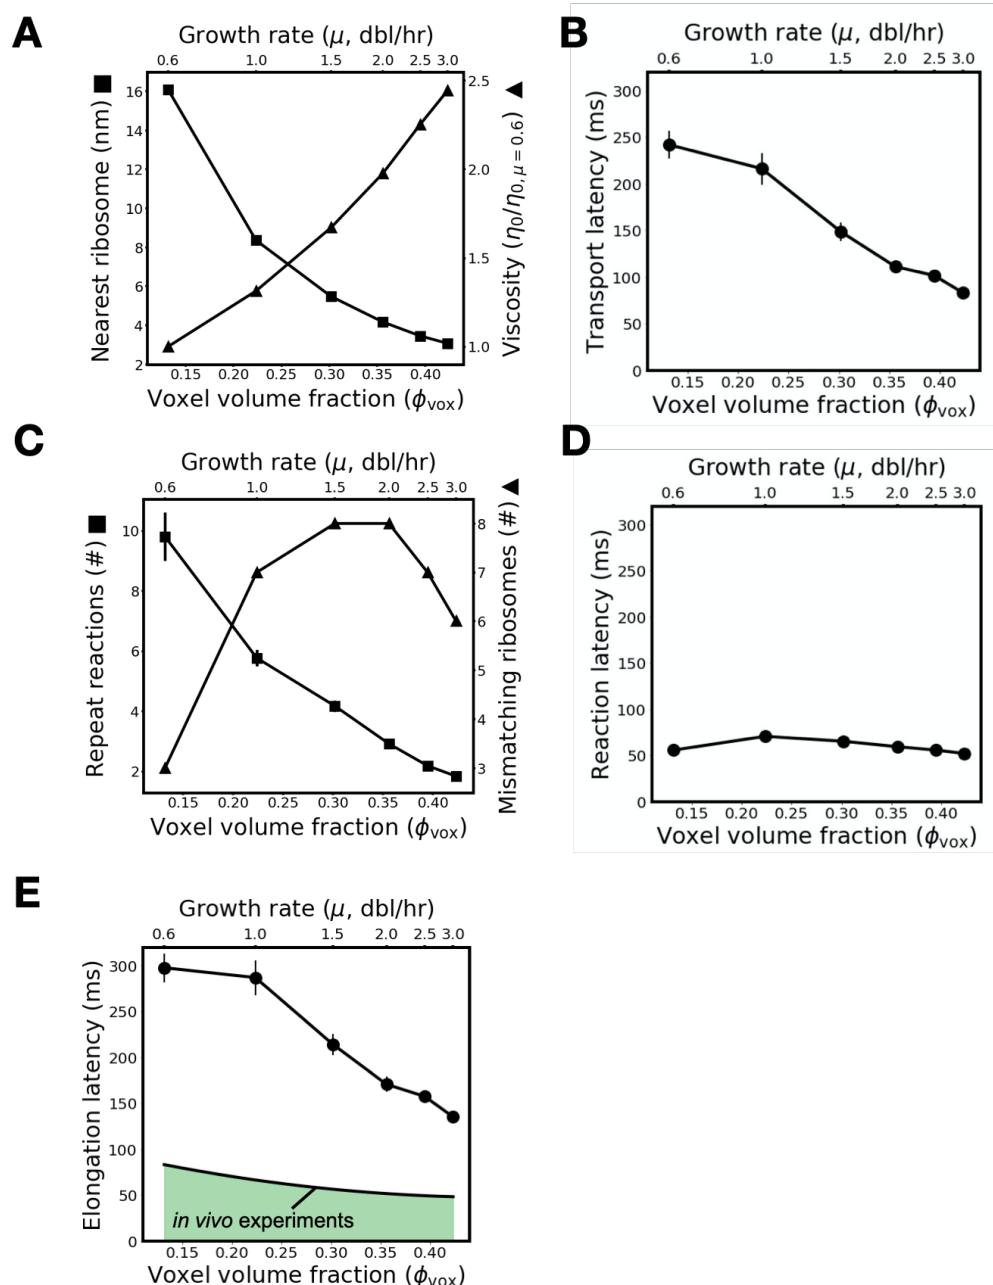 A
Growth rate (μ, dbl/hr)
0.6 1.0 1.5 2.0 2.5 3.0
Nearest ribosome (nm)
16
14
12
10
8
6
4
2
2.5
2.0
1.5
1.0
Viscosity (η₀/η₀,μ = 0.6)
0.15 0.20 0.25 0.30 0.35 0.40
Voxel volume fraction (ϕvox)
B
Growth rate (μ, dbl/hr)
0.6 1.0 1.5 2.0 2.5 3.0
Transport latency (ms)
300
250
200
150
100
50
0
0.15 0.20 0.25 0.30 0.35 0.40
Voxel volume fraction (ϕvox)
C
Growth rate (μ, dbl/hr)
0.6 1.0 1.5 2.0 2.5 3.0
Repeat reactions (#)
10
8
6
4
2
8
7
6
5
4
3
Mismatching ribosomes (#)
0.15 0.20 0.25 0.30 0.35 0.40
Voxel volume fraction (ϕvox)
D
Growth rate (μ, dbl/hr)
0.6 1.0 1.5 2.0 2.5 3.0
Reaction latency (ms)
300
250
200
150
100
50
0
0.15 0.20 0.25 0.30 0.35 0.40
Voxel volume fraction (ϕvox)
E
Growth rate (μ, dbl/hr)
0.6 1.0 1.5 2.0 2.5 3.0
Elongation latency (ms)
300
250
200
150
100
50
0
in vivo experiments
0.15 0.20 0.25 0.30 0.35 0.40
Voxel volume fraction (ϕvox)